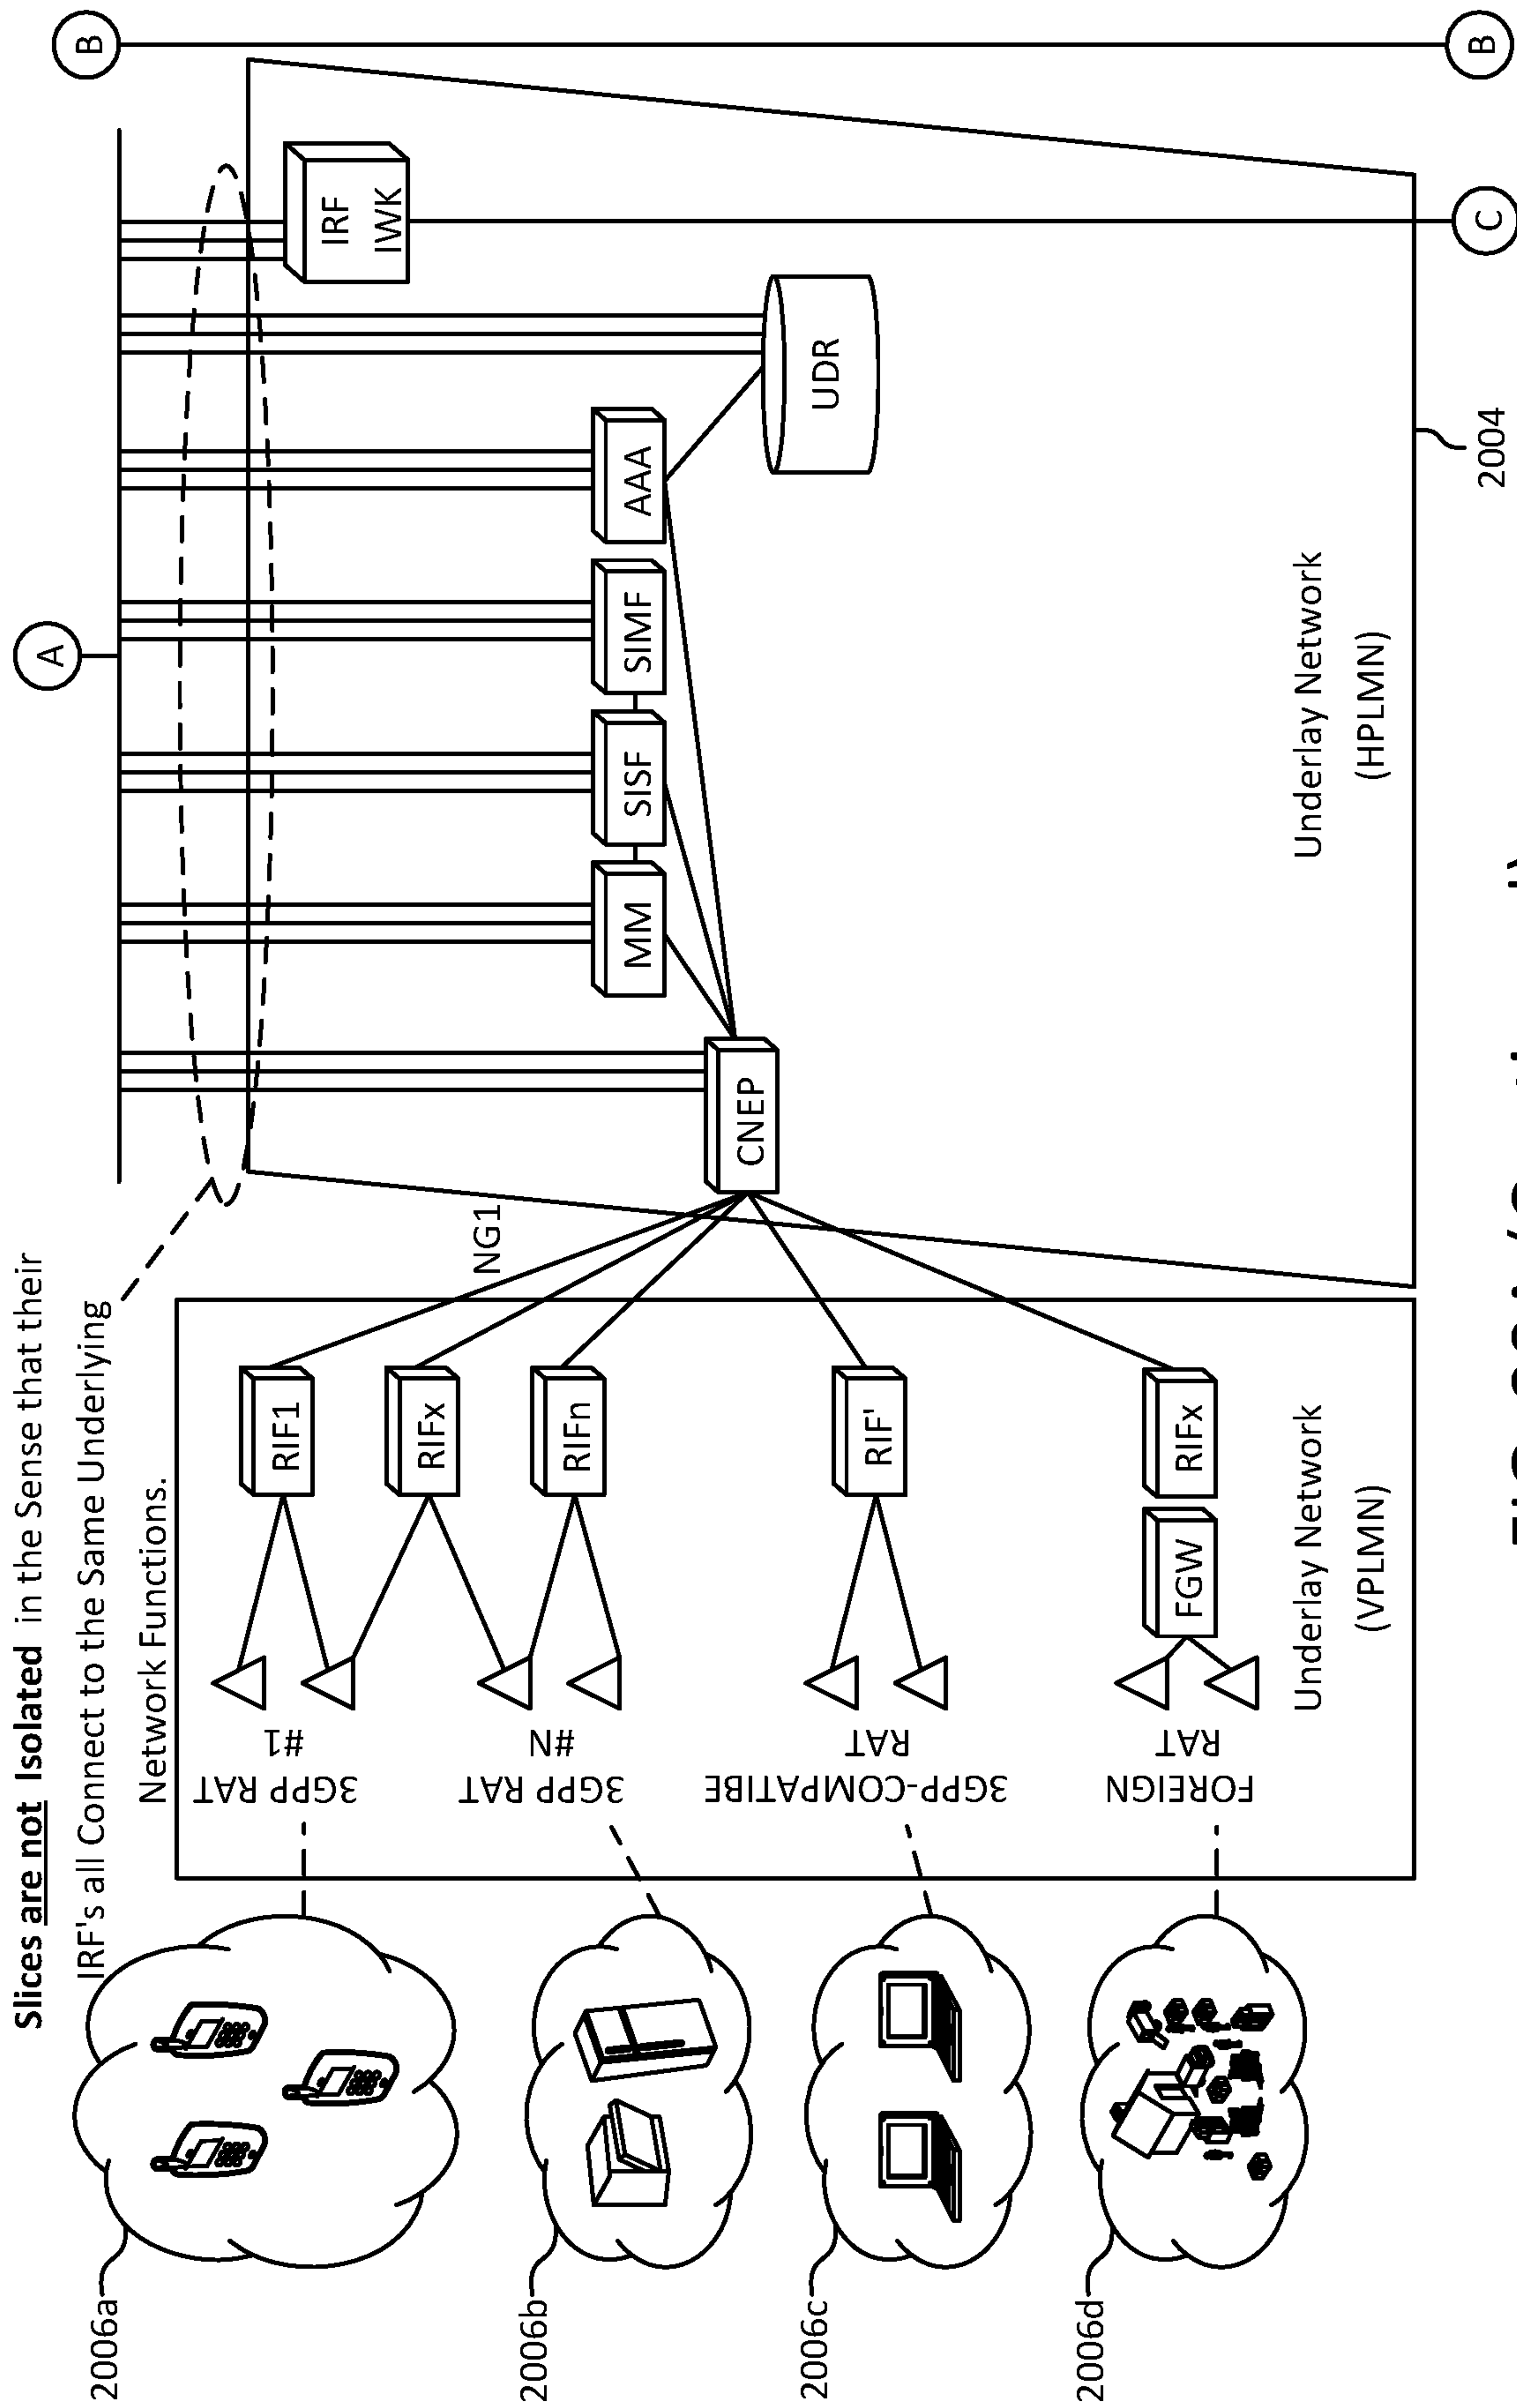 Slices are not Isolated in the Sense that their
IRF's all Connect to the Same Underlying
Network Functions.
A
B
2006a
2006b
2006c
2006d
3GPP RAT
#1
3GPP RAT
#N
3GPP-COMPATIBE
RAT
FOREIGN
RAT
RIF1
RIFx
RIFn
RIF'
FGW
RIFx
Underlay Network
(VPLMN)
NG1
CNEP
MM
SISF
SIMF
AAA
UDR
IRF
IWK
Underlay Network
(HPLMN)
2004
C
B